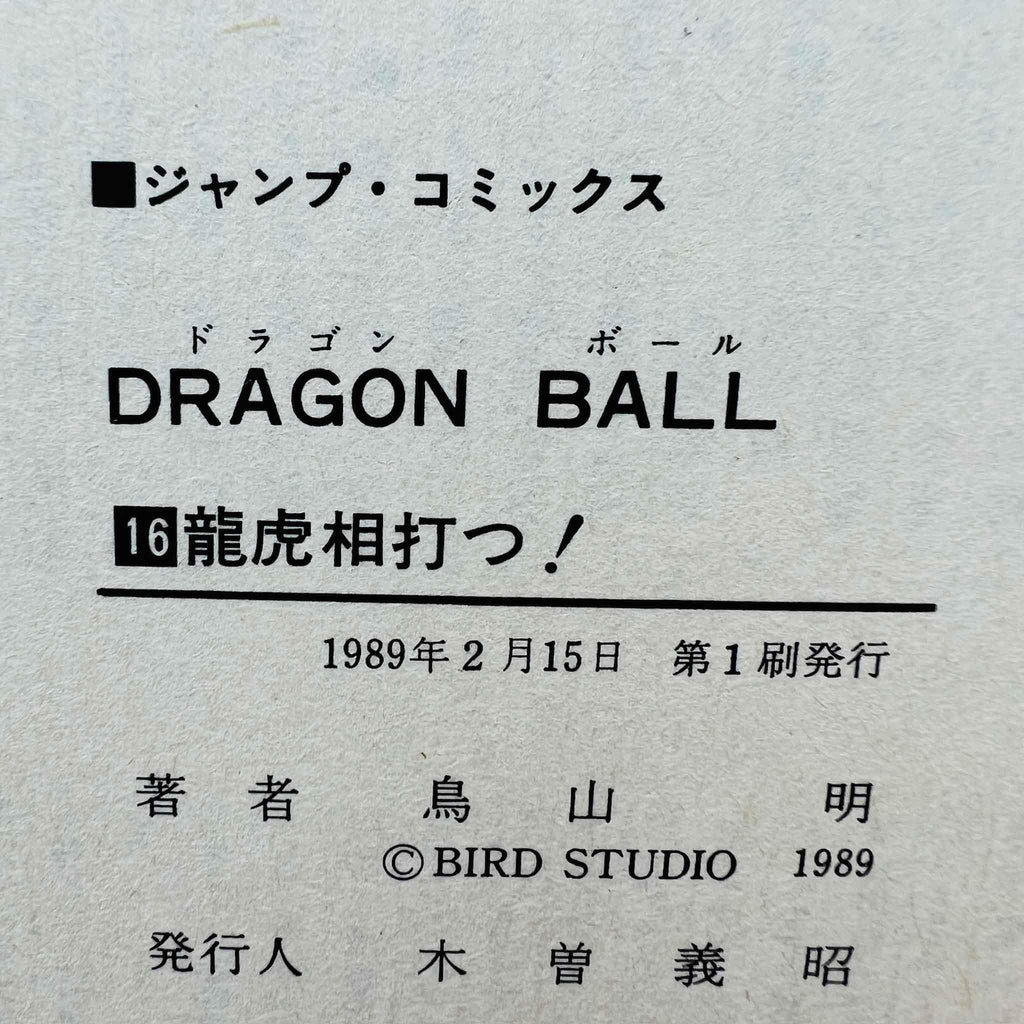 ■ジャンプ・コミックス
ドラゴン ボール
DRAGON BALL
16龍虎相打つ!
1989年2月15日 第1刷発行
著者 鳥山 明
©BIRD STUDIO 1989
発行人 木曽義昭